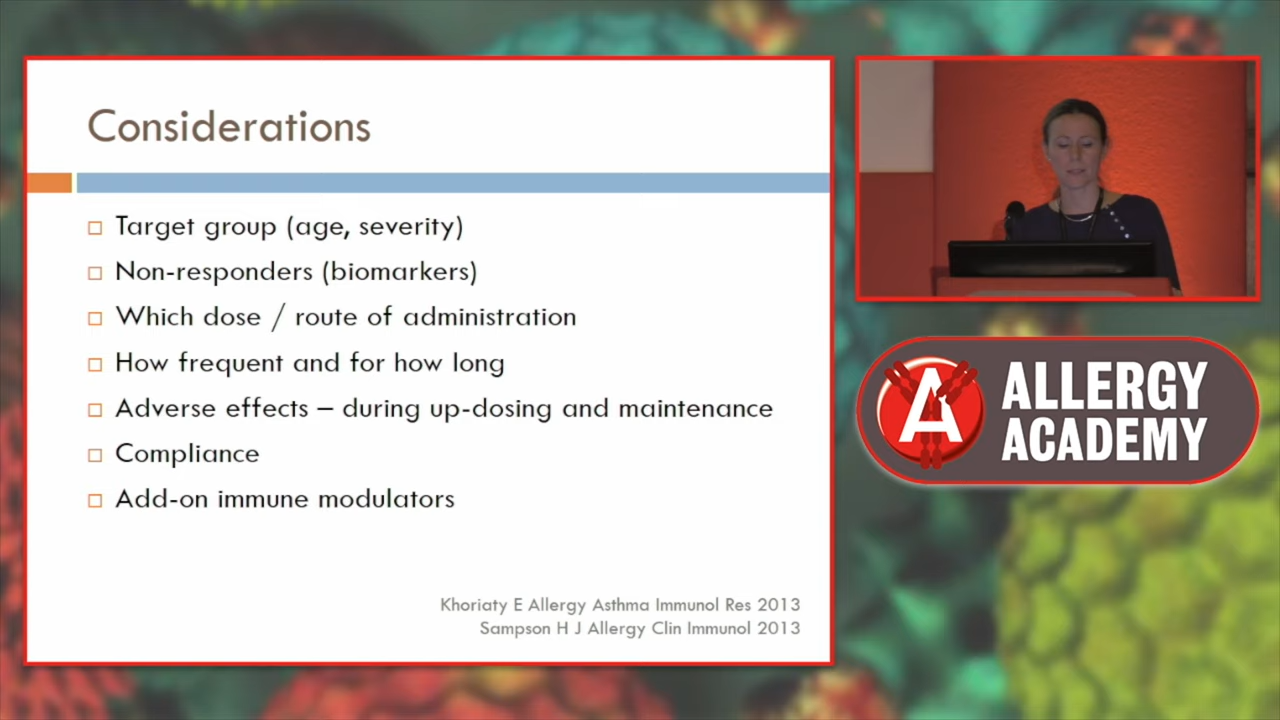 Considerations
Target group (age, severity)
Non-responders (biomarkers)
Which dose / route of administration
How frequent and for how long
Adverse effects – during up-dosing and maintenance
Compliance
Add-on immune modulators
Khoriaty E Allergy Asthma Immunol Res 2013
Sampson H J Allergy Clin Immunol 2013
A
ALLERGY
ACADEMY